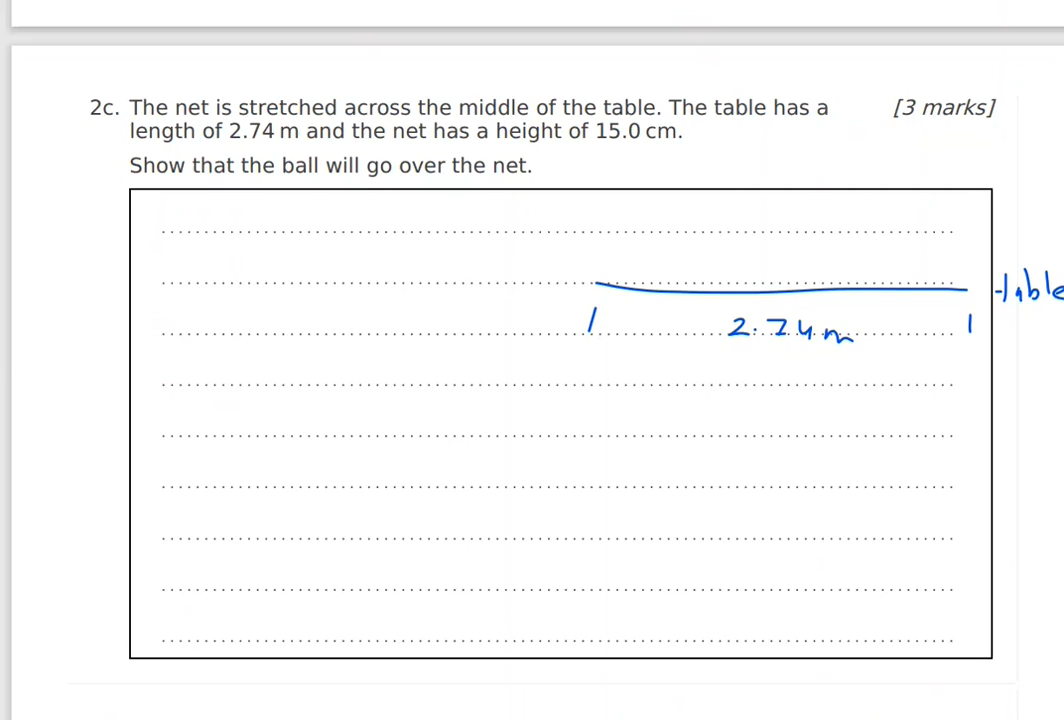 2c. The net is stretched across the middle of the table. The table has a [3 marks]
length of 2.74 m and the net has a height of 15.0 cm.
Show that the ball will go over the net.
table
2.74m